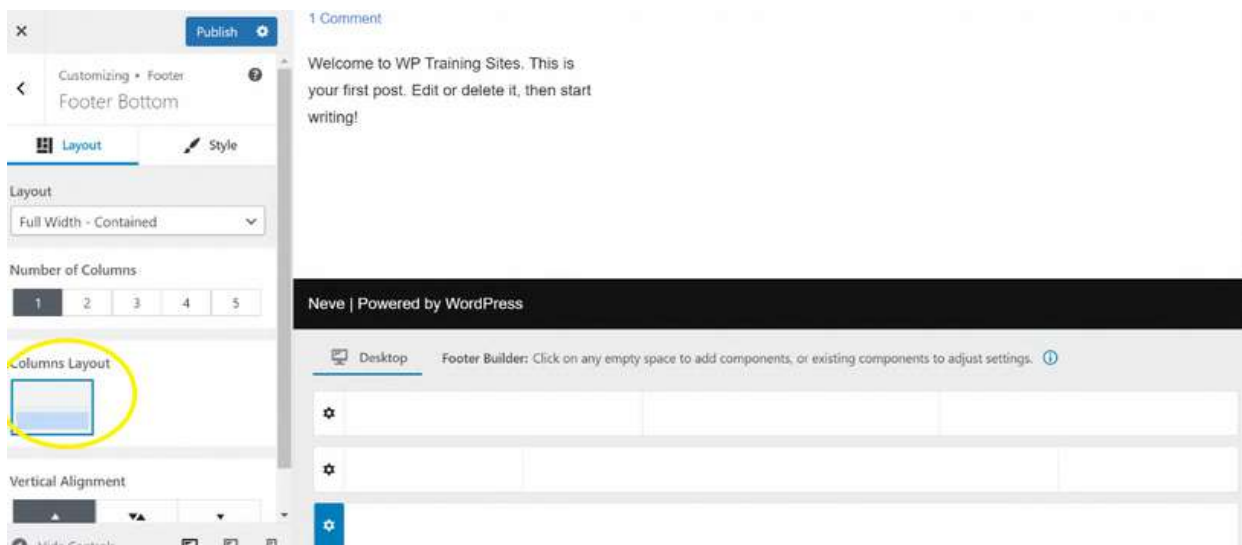 Publish
Customizing • Footer
Footer Bottom
Layout
Style
Layout
Full Width - Contained
Number of Columns
1 2 3 4 5
Columns Layout
Vertical Alignment
Hide Controls
1 Comment
Welcome to WP Training Sites. This is
your first post. Edit or delete it, then start
writing!
Neve | Powered by WordPress
Desktop
Footer Builder: Click on any empty space to add components, or existing components to adjust settings.